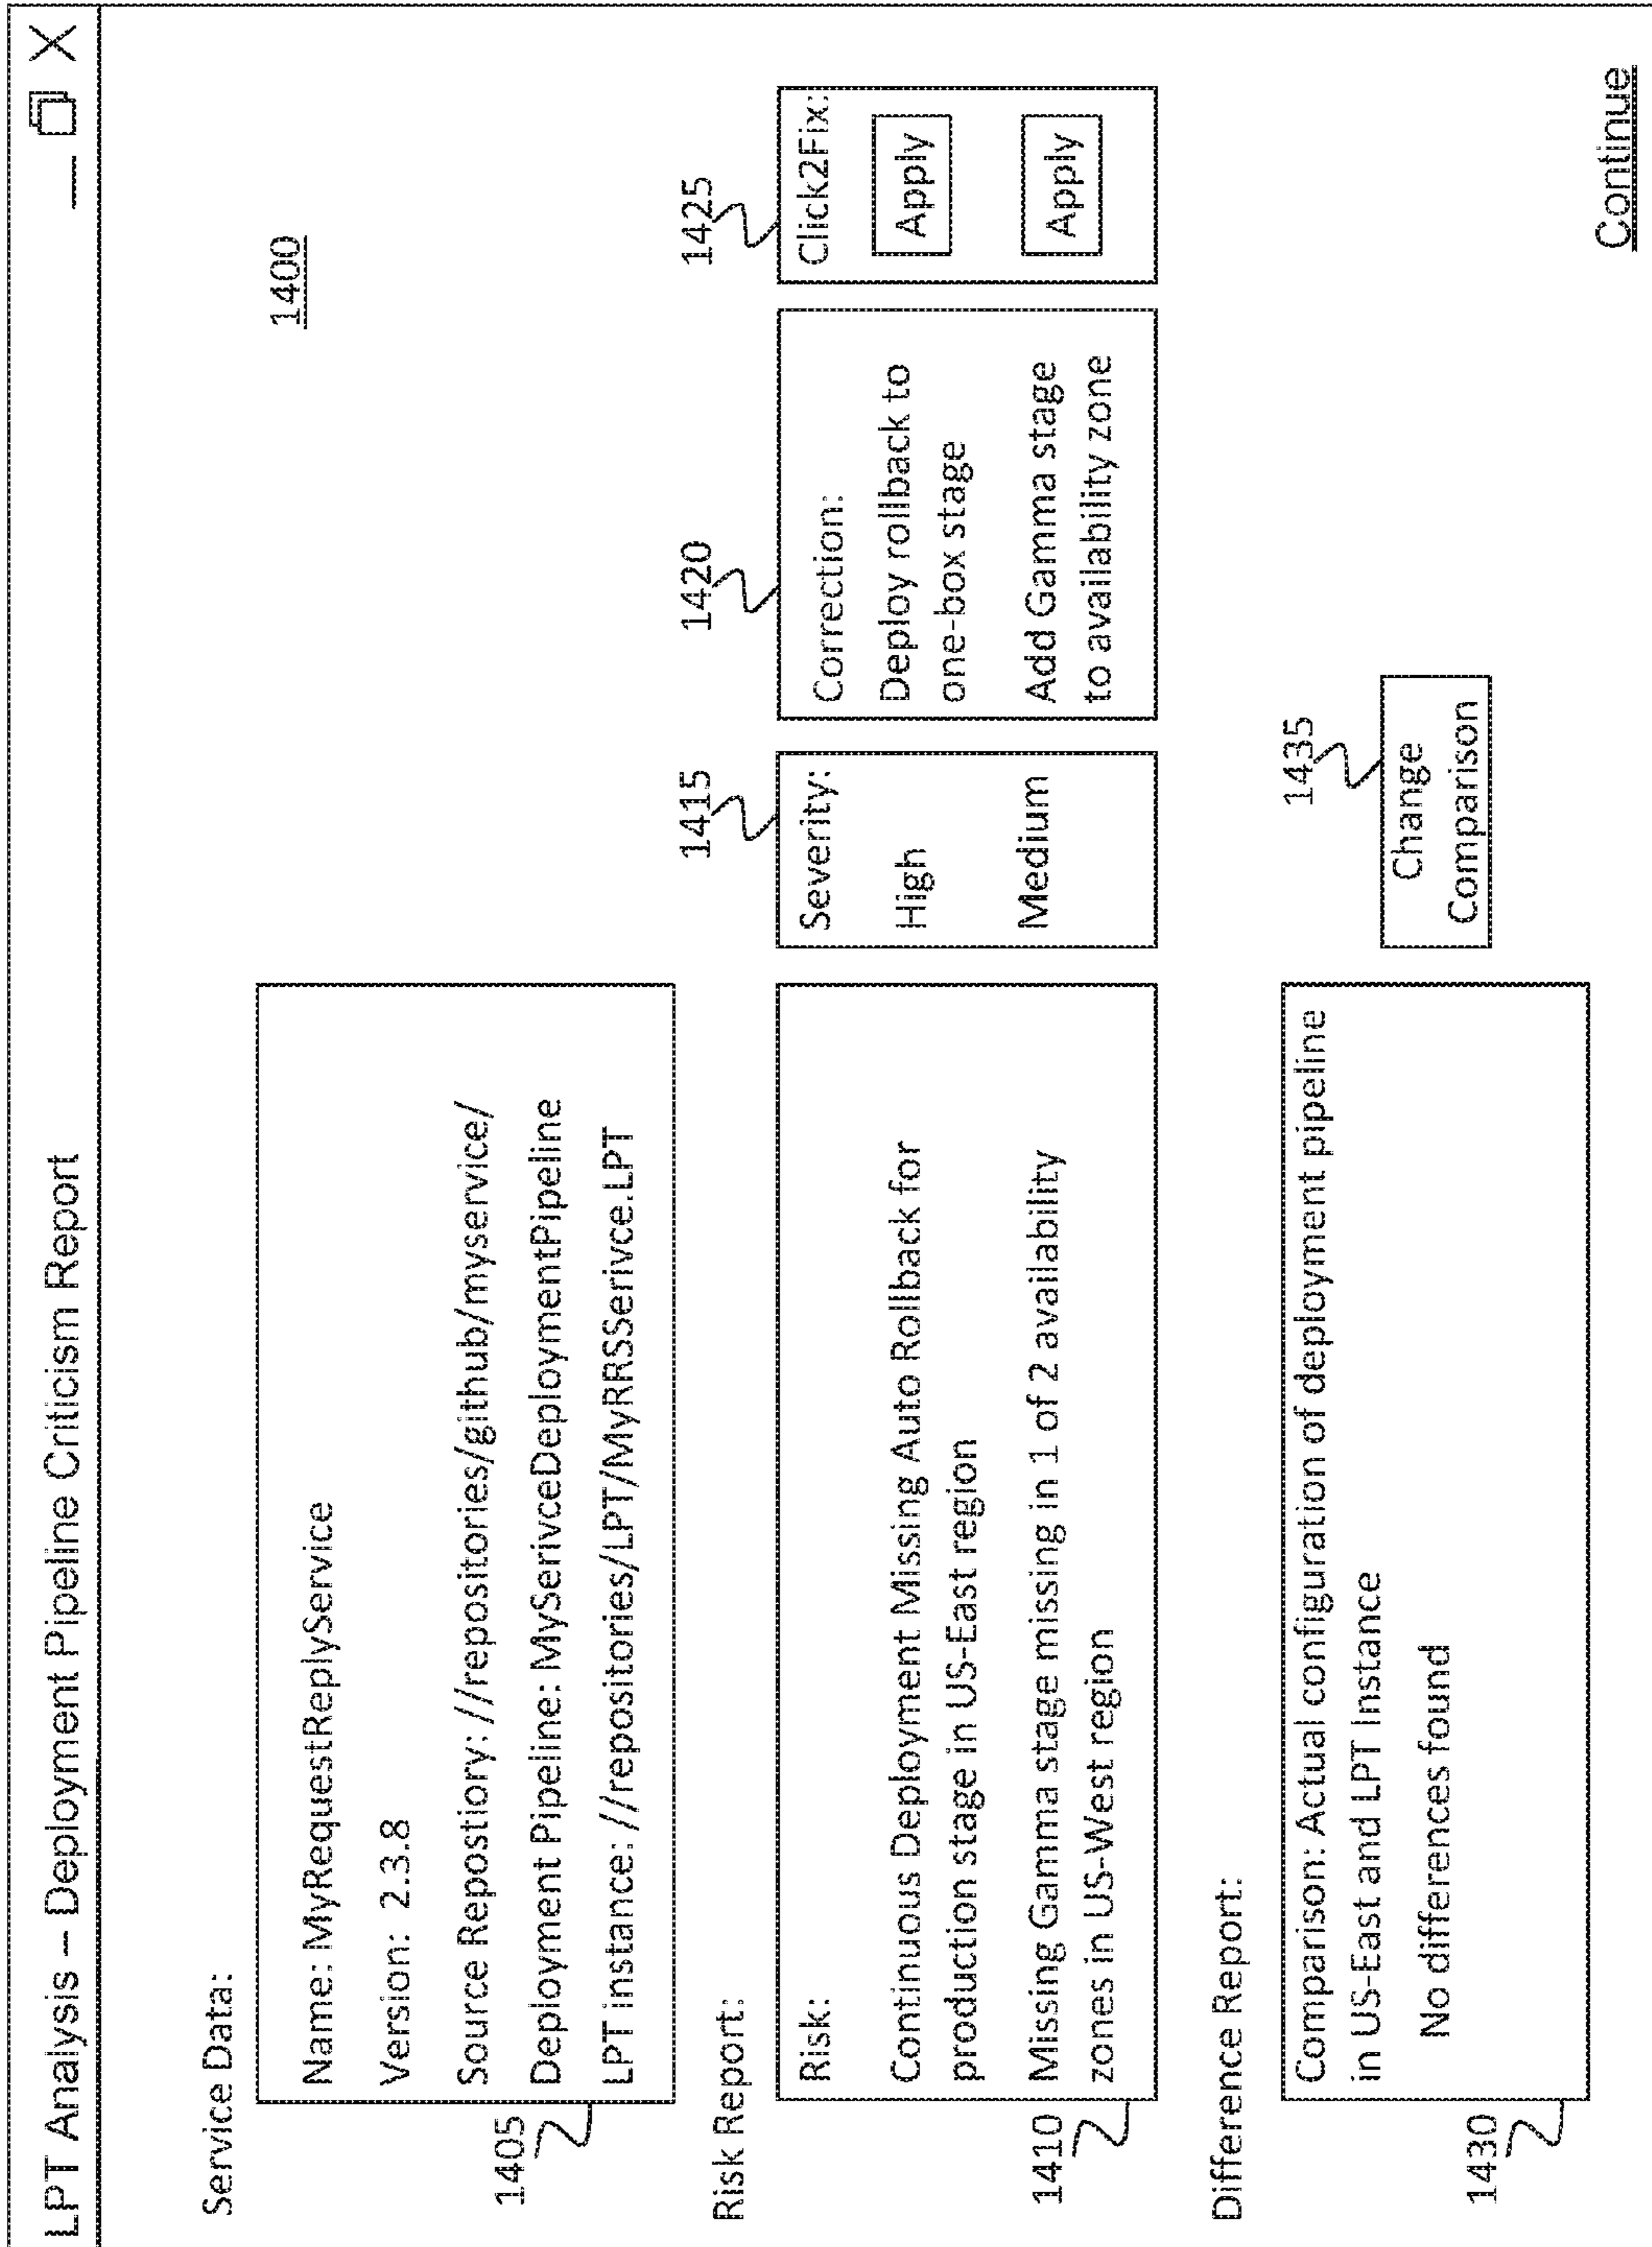 LPT Analysis – Deployment Pipeline Criticism Report
1400
Service Data:
Name: MyRequestReplyService
Version: 2.3.8
Source Repostiory: //repositories/github/myservice/
Deployment Pipeline: MySerivceDeploymentPipeline
LPT instance: //repositories/LPT/MyRRSSerivce.LPT
1405
Risk Report:
Risk:
Continuous Deployment Missing Auto Rollback for
production stage in US-East region
Missing Gamma stage missing in 1 of 2 availability
zones in US-West region
1410
1415
Severity:
High
Medium
1420
Correction:
Deploy rollback to
one-box stage
Add Gamma stage
to availability zone
1425
Click2Fix:
Apply
Apply
Difference Report:
Comparison: Actual configuration of deployment pipeline
in US-East and LPT Instance
No differences found
1430
1435
Change
Comparison
Continue